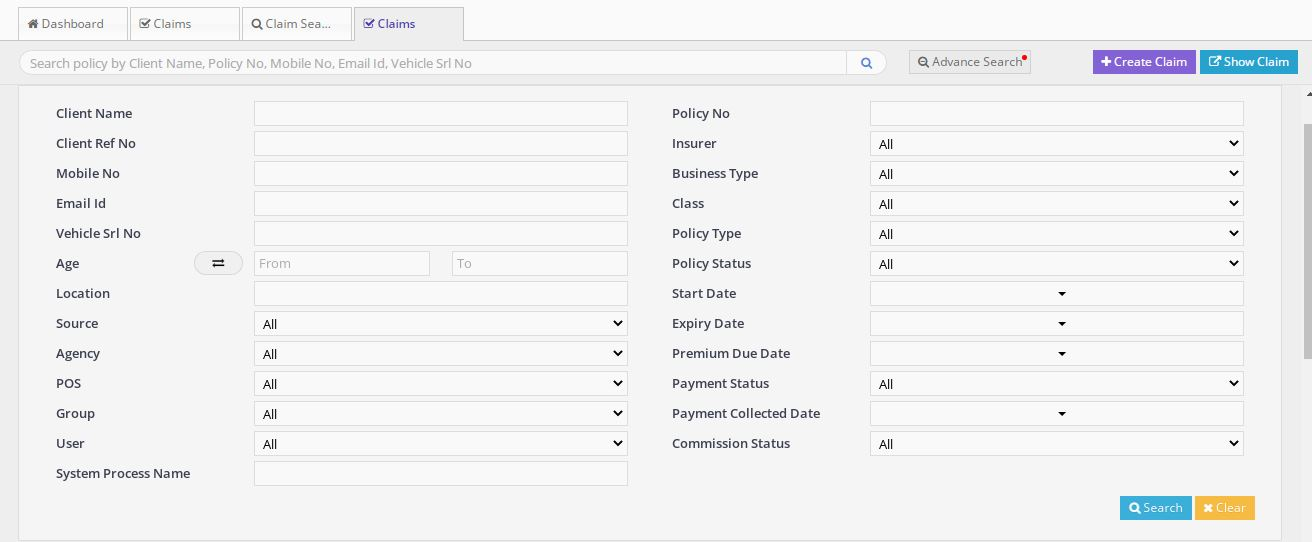 Dashboard Claims Claim Sea... Claims
Search policy by Client Name, Policy No, Mobile No, Email Id, Vehicle Srl No Advance Search Create Claim Show Claim
Client Name Policy No
Client Ref No Insurer All
Mobile No Business Type All
Email Id Class All
Vehicle Srl No Policy Type All
Age From To Policy Status All
Location Start Date
Source All Expiry Date
Agency All Premium Due Date
POS All Payment Status All
Group All Payment Collected Date
User All Commission Status All
System Process Name
Search Clear